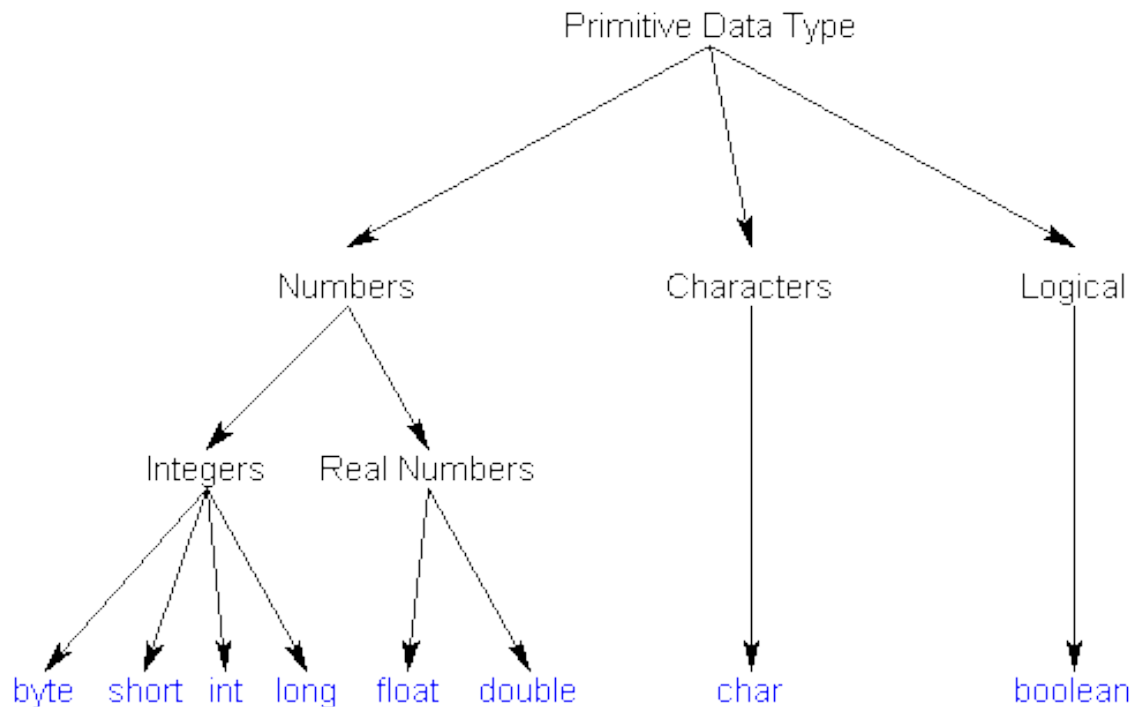 Primitive Data Type
Numbers Characters Logical
Integers Real Numbers
byte short int long float double char boolean